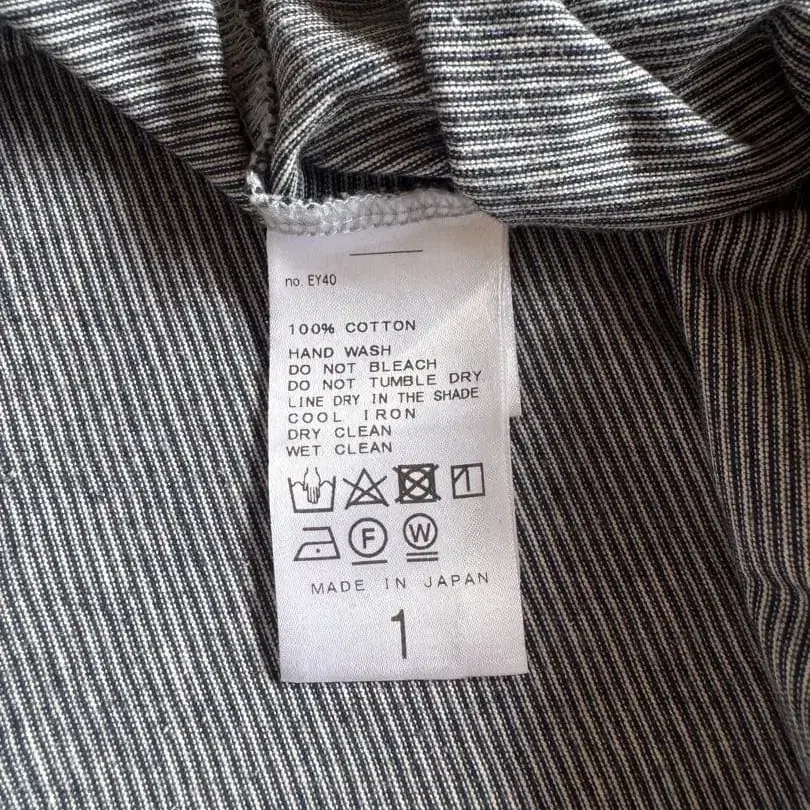 no. EY40
100% COTTON
HAND WASH
DO NOT BLEACH
DO NOT TUMBLE DRY
LINE DRY IN THE SHADE
COOL IRON
DRY CLEAN
WET CLEAN
F W
MADE IN JAPAN
1